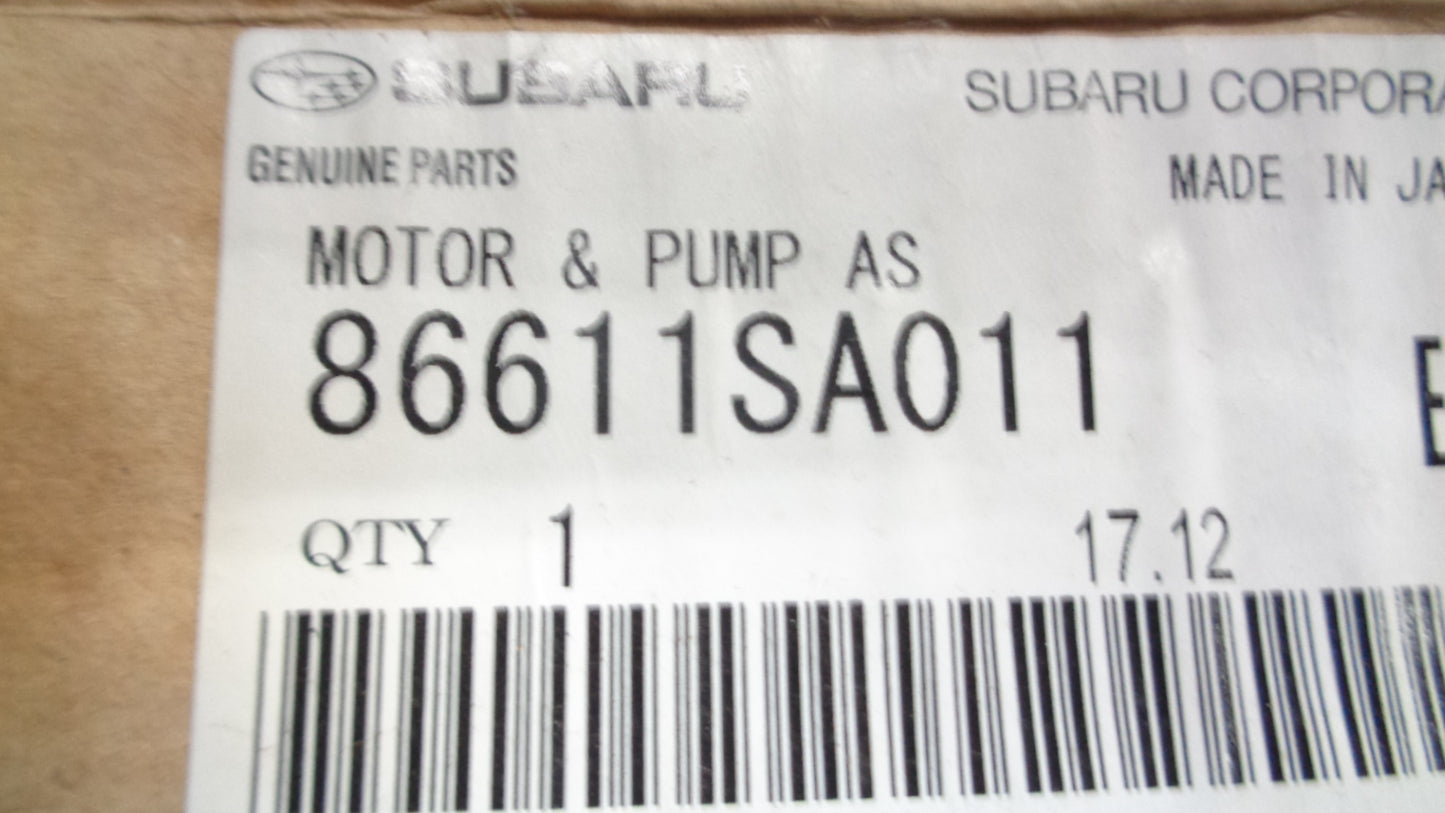 SUBARU SUBARU CORPORA
GENUINE PARTS MADE IN JA
MOTOR & PUMP AS
86611SA011 E
QTY 1 17.12